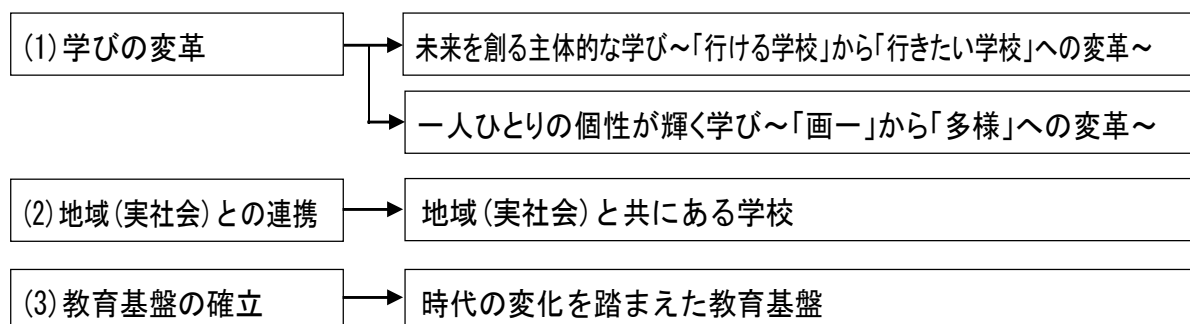 (1)学びの変革
未来を創る主体的な学び～「行ける学校」から「行きたい学校」への変革～
一人ひとりの個性が輝く学び～「画一」から「多様」への変革～
(2)地域(実社会)との連携
地域(実社会)と共にある学校
(3)教育基盤の確立
時代の変化を踏まえた教育基盤